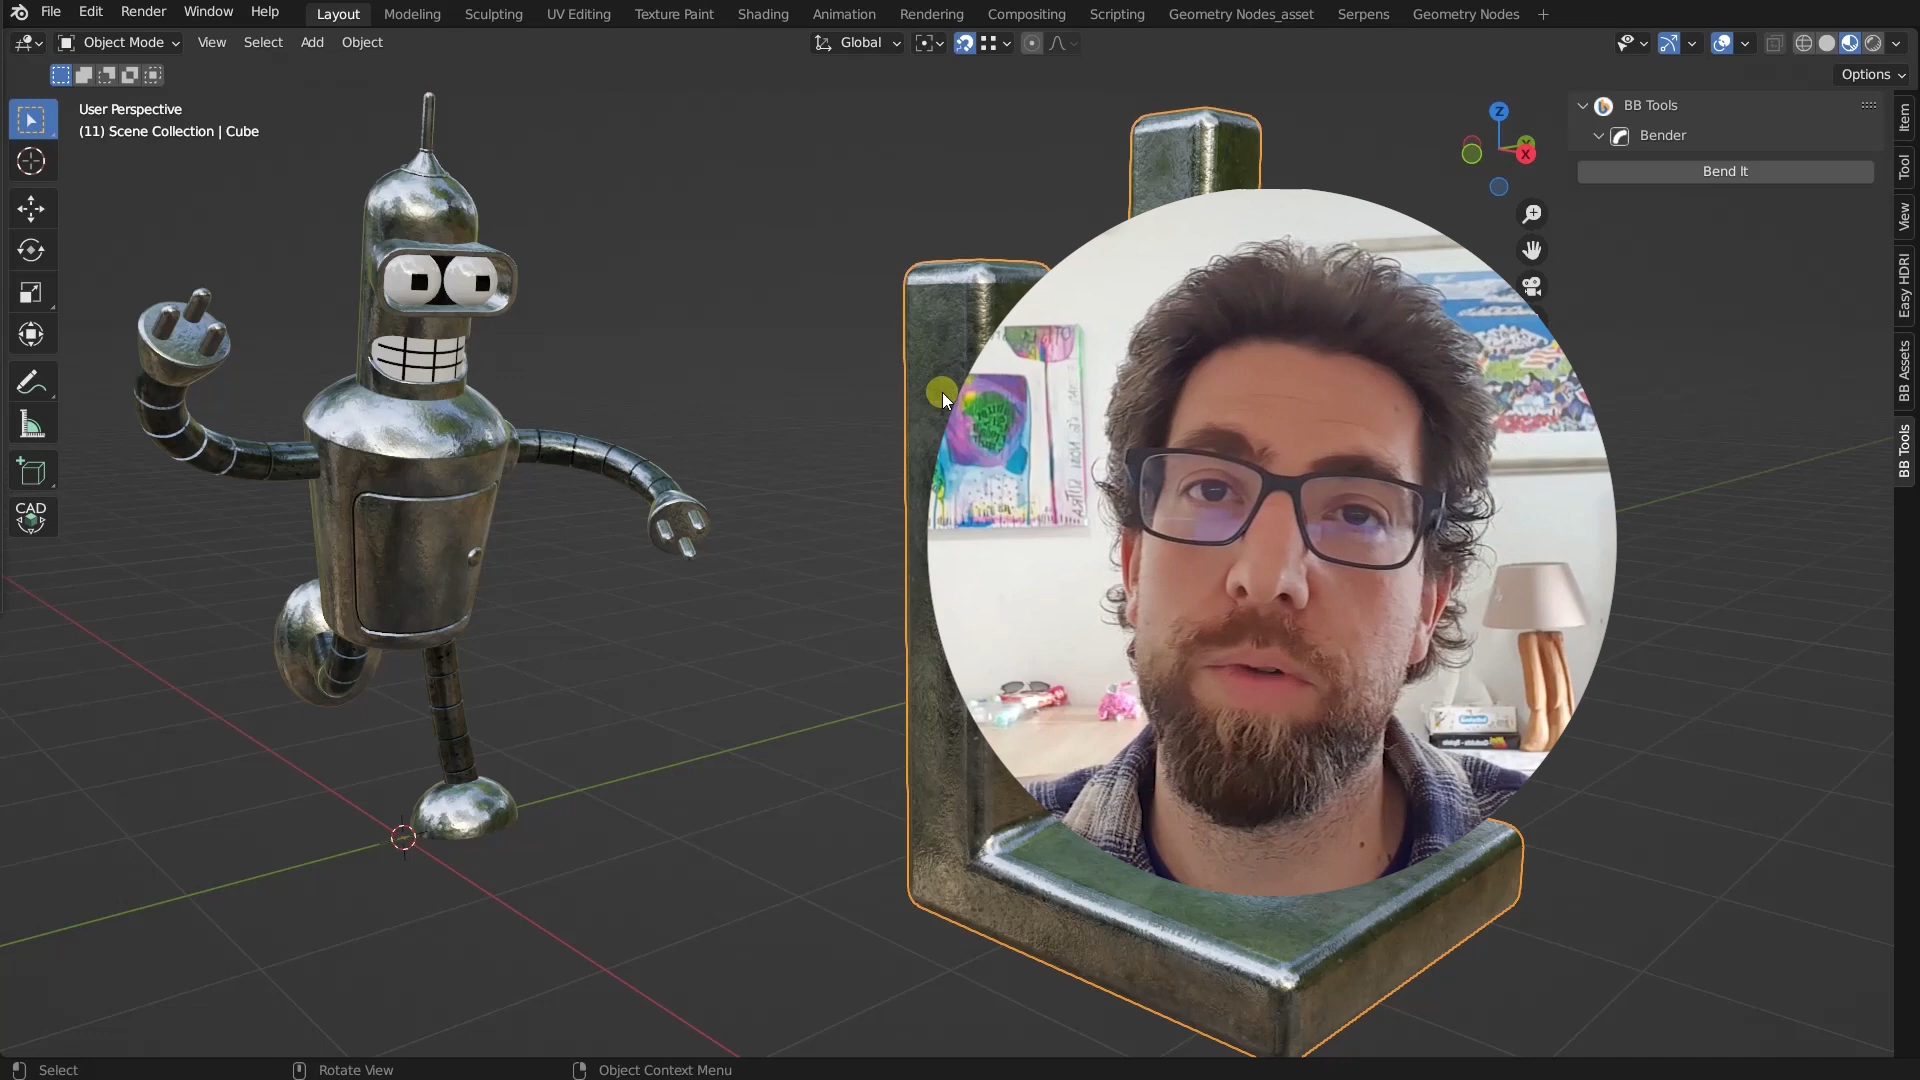 File Edit Render Window Help Layout Modeling Sculpting UV Editing Texture Paint Shading Animation Rendering Compositing Scripting Geometry Nodes_asset Serpens Geometry Nodes
Object Mode View Select Add Object Global
Options
User Perspective
(11) Scene Collection | Cube
Z
X
BB Tools
Bender
Bend It
Item
Tool
View
Easy HDRI
BB Assets
BB Tools
CAD
Select Rotate View Object Context Menu